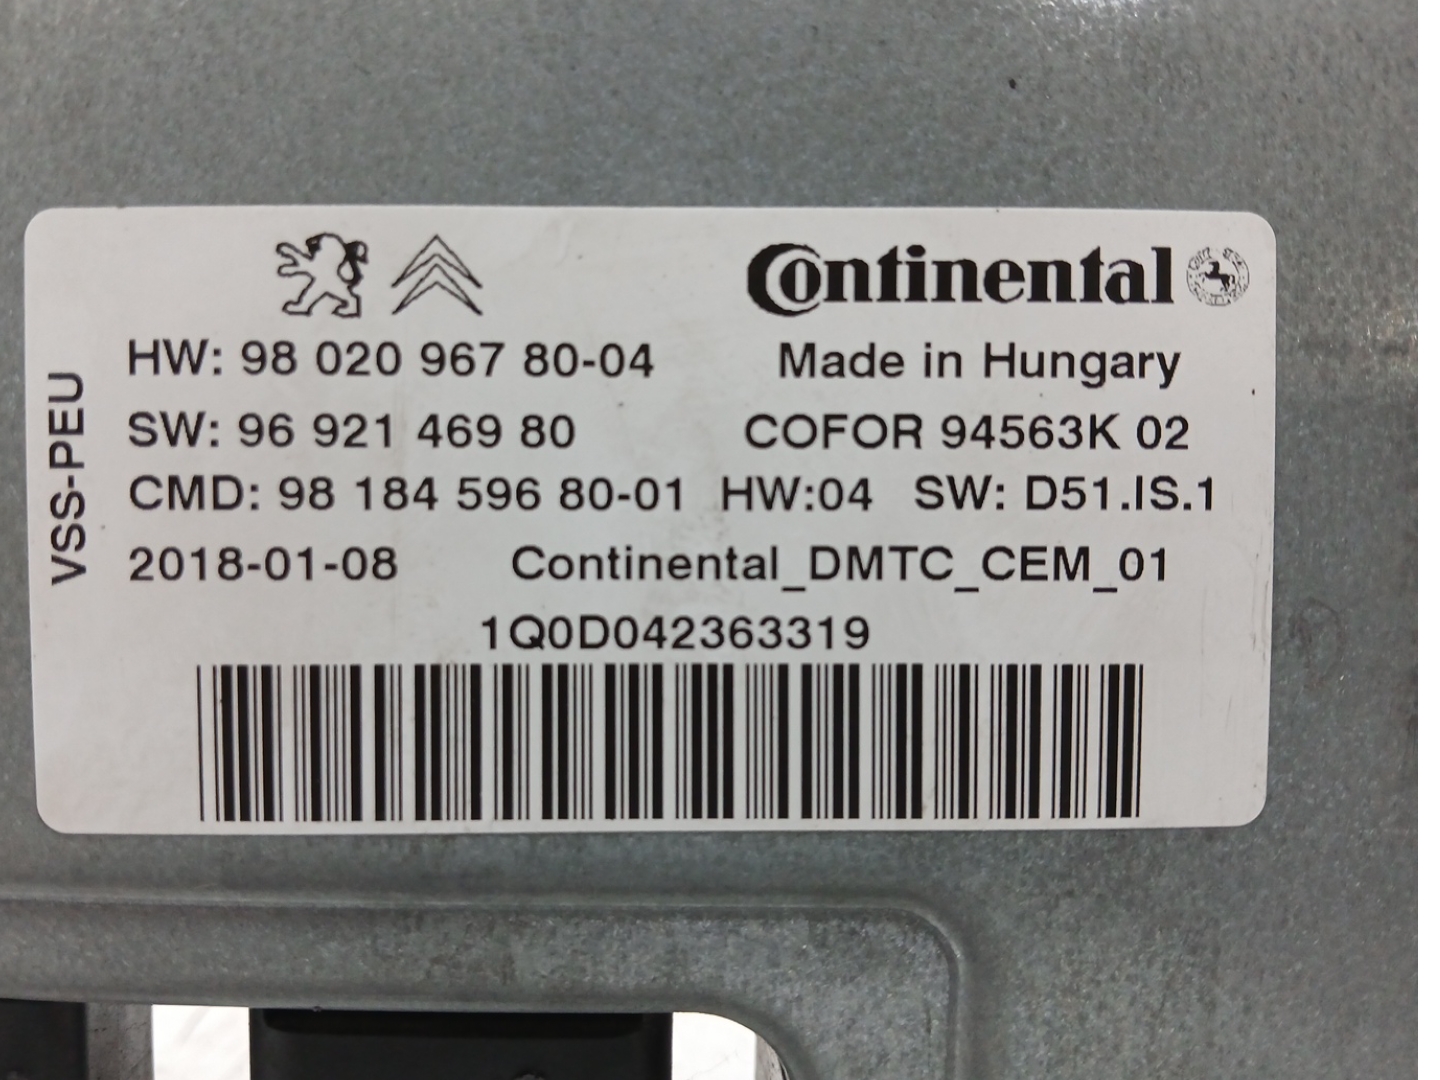 Continental
HW: 98 020 967 80-04 Made in Hungary
SW: 96 921 469 80 COFOR 94563K 02
CMD: 98 184 596 80-01 HW:04 SW: D51.IS.1
2018-01-08 Continental_DMTC_CEM_01
1Q0D042363319
VSS-PEU